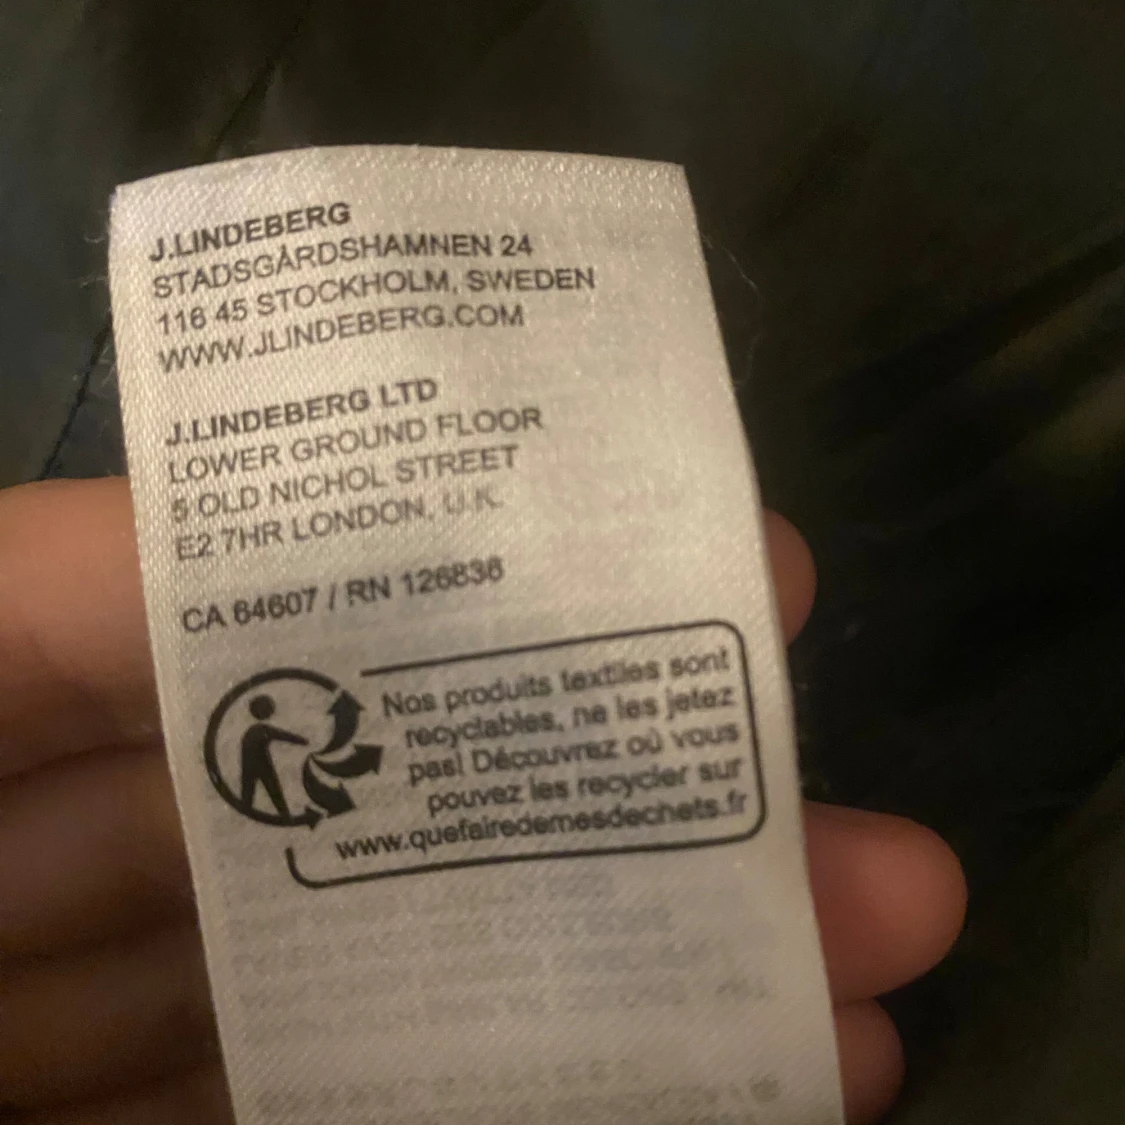 J.LINDEBERG
STADSGÅRDSHAMNEN 24
116 45 STOCKHOLM, SWEDEN
WWW.JLINDEBERG.COM
J.LINDEBERG LTD
LOWER GROUND FLOOR
5 OLD NICHOL STREET
E2 7HR LONDON, U.K.
CA 64607 / RN 126836
Nos produits textiles sont
recyclables, ne les jetez
pas! Découvrez où vous
pouvez les recycler sur
www.quefairedemesdechets.fr